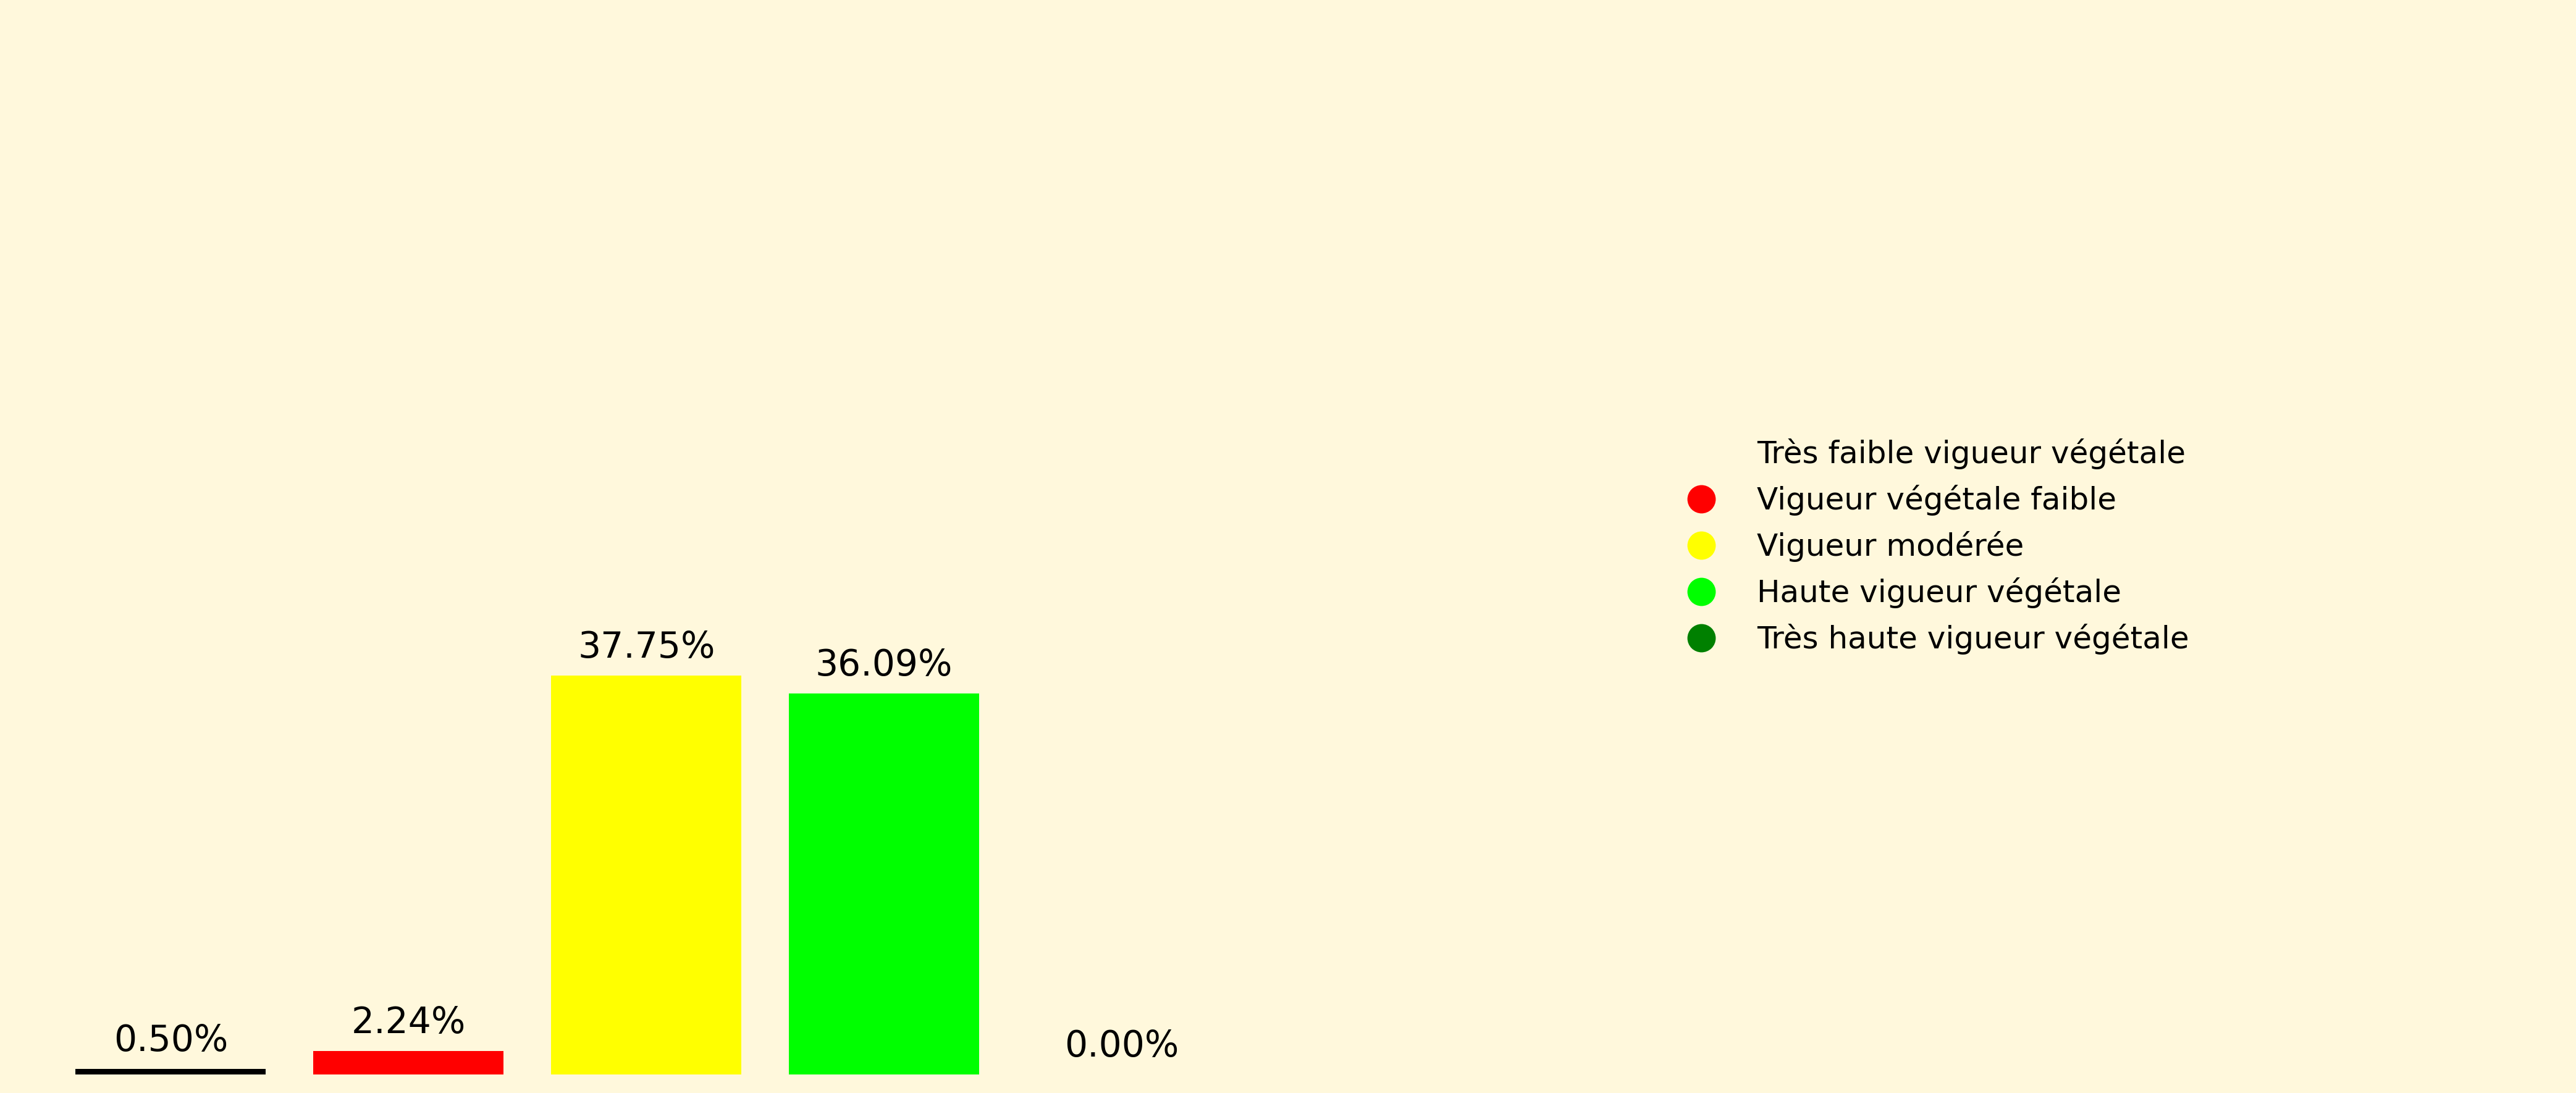 0.50%
2.24%
37.75%
36.09%
0.00%
Très faible vigueur végétale
Vigueur végétale faible
Vigueur modérée
Haute vigueur végétale
Très haute vigueur végétale